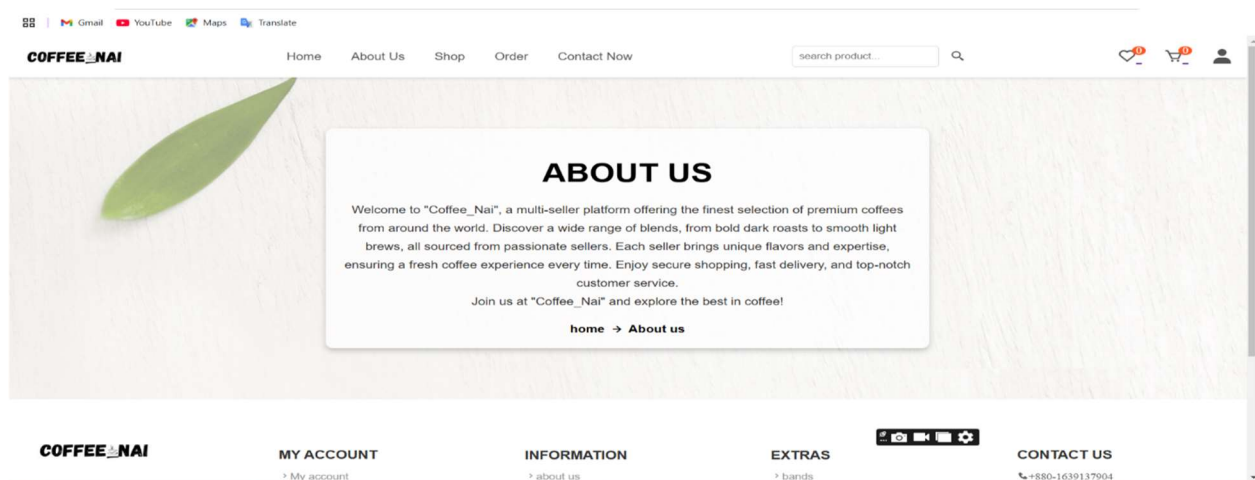 Gmail YouTube Maps Translate
COFFEE NAI Home About Us Shop Order Contact Now search product... 0 0
ABOUT US
Welcome to "Coffee_Nai", a multi-seller platform offering the finest selection of premium coffees
from around the world. Discover a wide range of blends, from bold dark roasts to smooth light
brews, all sourced from passionate sellers. Each seller brings unique flavors and expertise,
ensuring a fresh coffee experience every time. Enjoy secure shopping, fast delivery, and top-notch
customer service.
Join us at "Coffee_Nai" and explore the best in coffee!
home → About us
COFFEE NAI MY ACCOUNT INFORMATION EXTRAS CONTACT US
> My account > about us > bands +880-1639137904